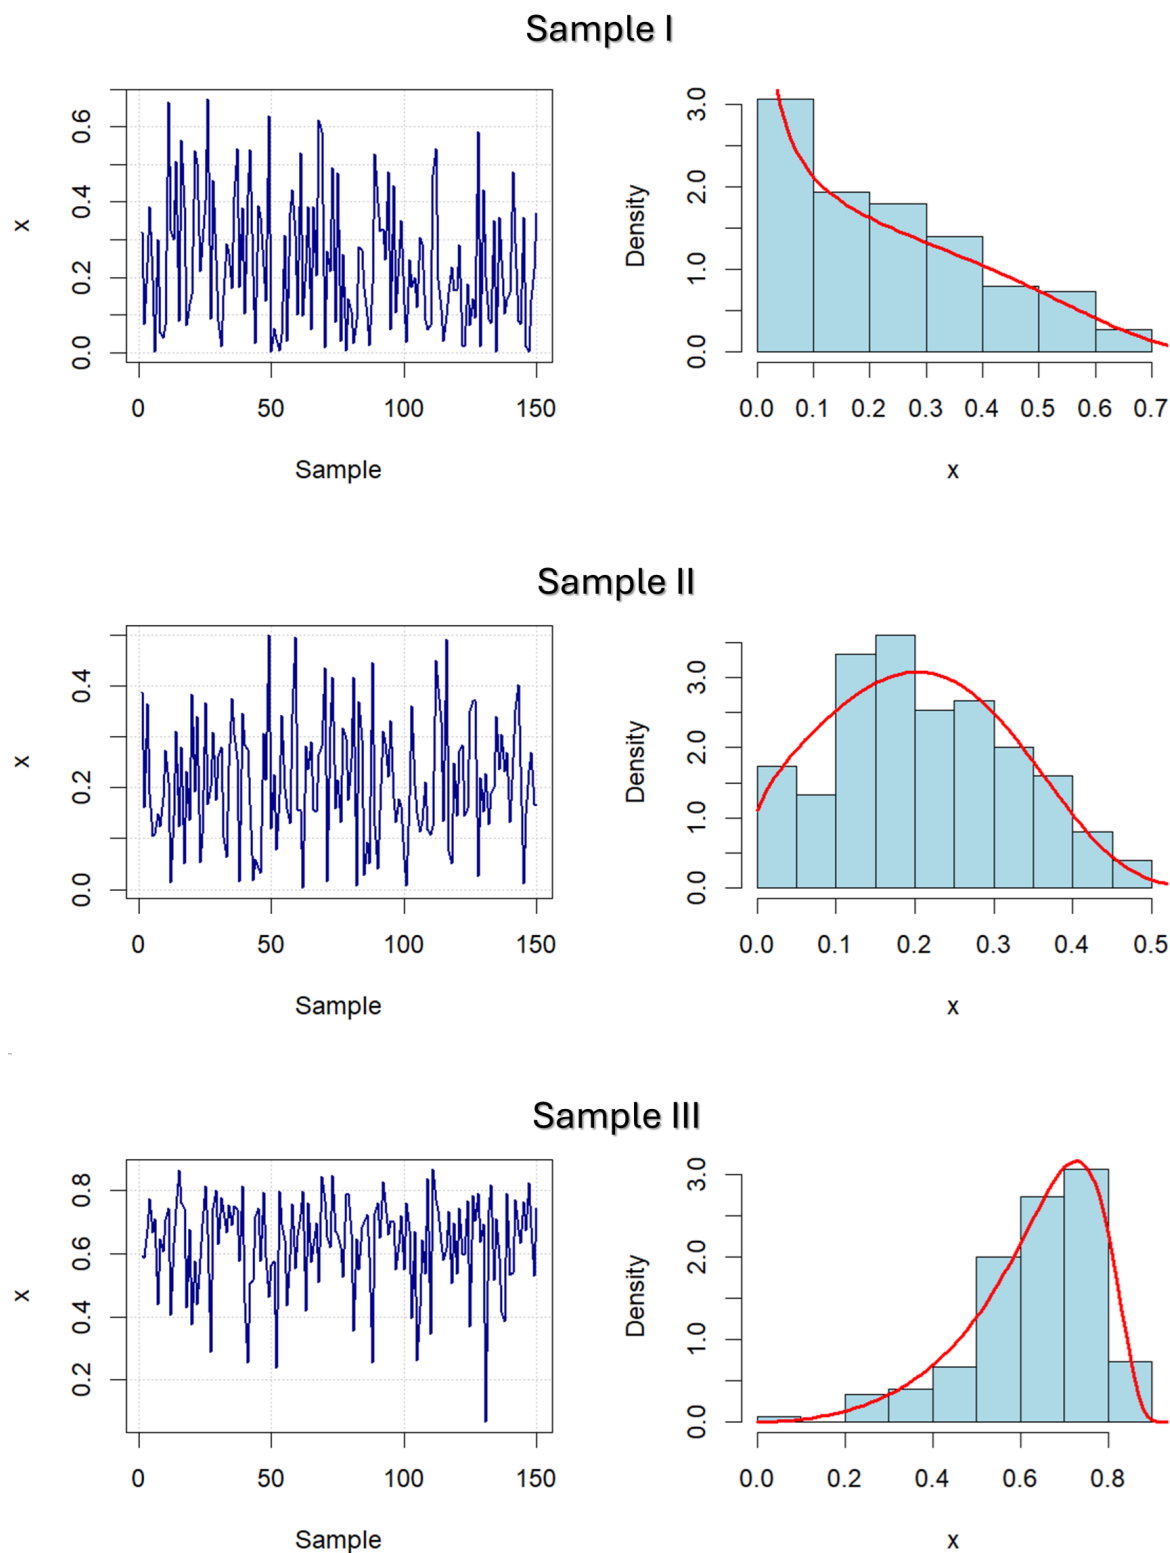 Sample I
x
0.0 0.2 0.4 0.6
0 50 100 150
Sample
Density
0.0 1.0 2.0 3.0
0.0 0.1 0.2 0.3 0.4 0.5 0.6 0.7
x
Sample II
x
0.0 0.2 0.4
0 50 100 150
Sample
Density
0.0 1.0 2.0 3.0
0.0 0.1 0.2 0.3 0.4 0.5
x
Sample III
x
0.2 0.4 0.6 0.8
0 50 100 150
Sample
Density
0.0 1.0 2.0 3.0
0.0 0.2 0.4 0.6 0.8
x